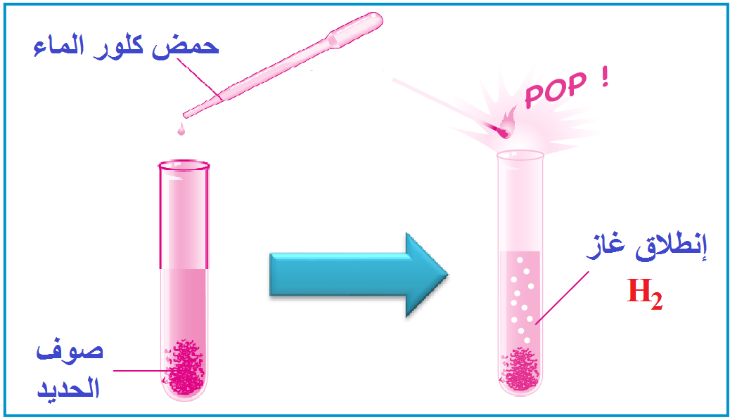 حمض كلور الماء
POP !
إنطلاق غاز
H₂
صوف
الحديد